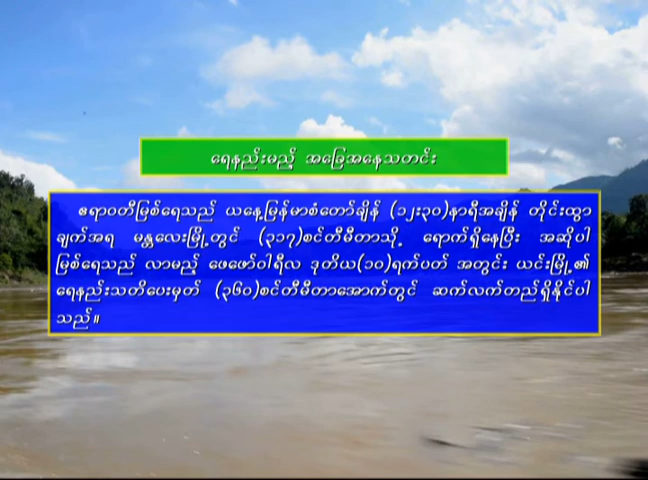 ရေနည်းမည့် အခြေအနေသတင်း
ဧရာဝတီမြစ်ရေသည် ယနေ့မြန်မာစံတော်ချိန် (၁၂း၃၀)နာရီအချိန် တိုင်းထွာ
ချက်အရ မန္တလေးမြို့တွင် (၃၁၇)စင်တီမီတာသို့ ရောက်ရှိနေပြီး အဆိုပါ
မြစ်ရေသည် လာမည့် ဖေဖော်ဝါရီလ ဒုတိယ(၁၀)ရက်ပတ် အတွင်း ယင်းမြို့၏
ရေနည်းသတိပေးမှတ် (၃၆၀)စင်တီမီတာအောက်တွင် ဆက်လက်တည်ရှိနိုင်ပါ
သည်။